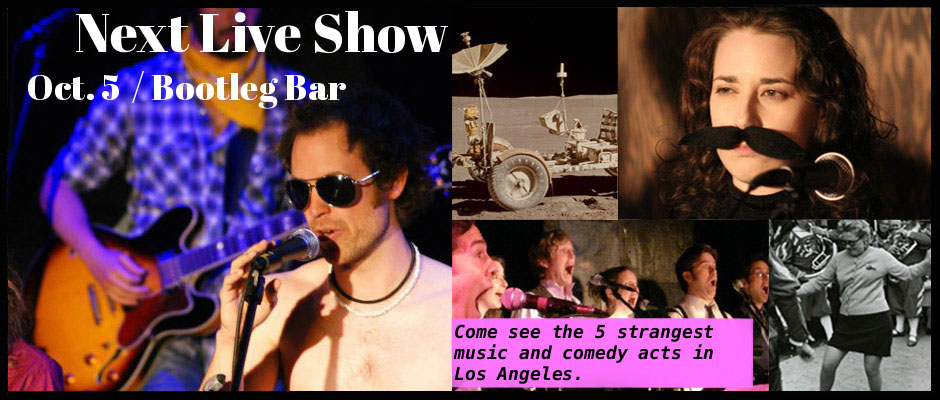 Next Live Show
Oct. 5 / Bootleg Bar
Come see the 5 strangest
music and comedy acts in
Los Angeles.